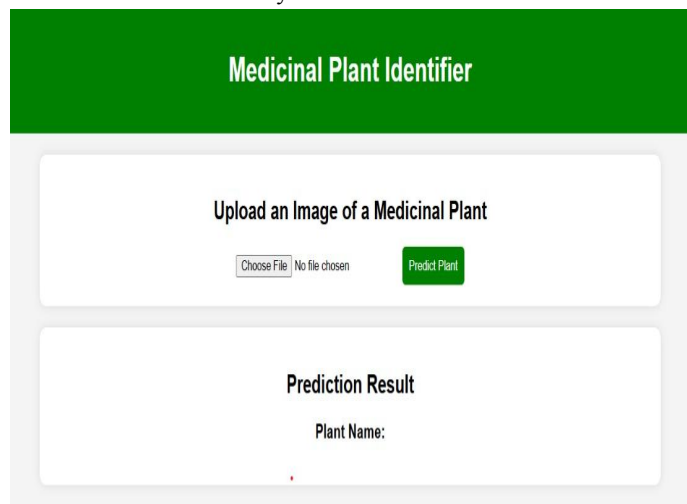 Medicinal Plant Identifier
Upload an Image of a Medicinal Plant
Choose File No file chosen Predict Plant
Prediction Result
Plant Name: